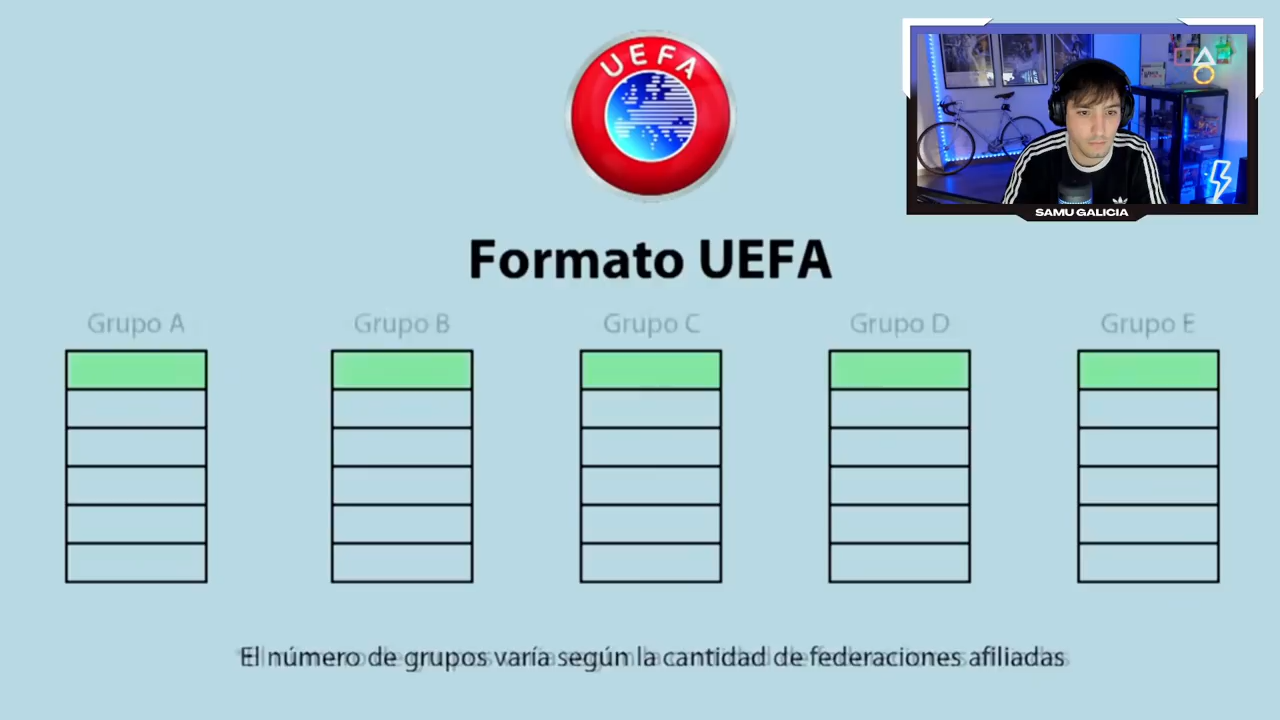 UEFA
SAMU GALICIA
Formato UEFA
Grupo A
Grupo B
Grupo C
Grupo D
Grupo E
El número de grupos varía según la cantidad de federaciones afiliadas